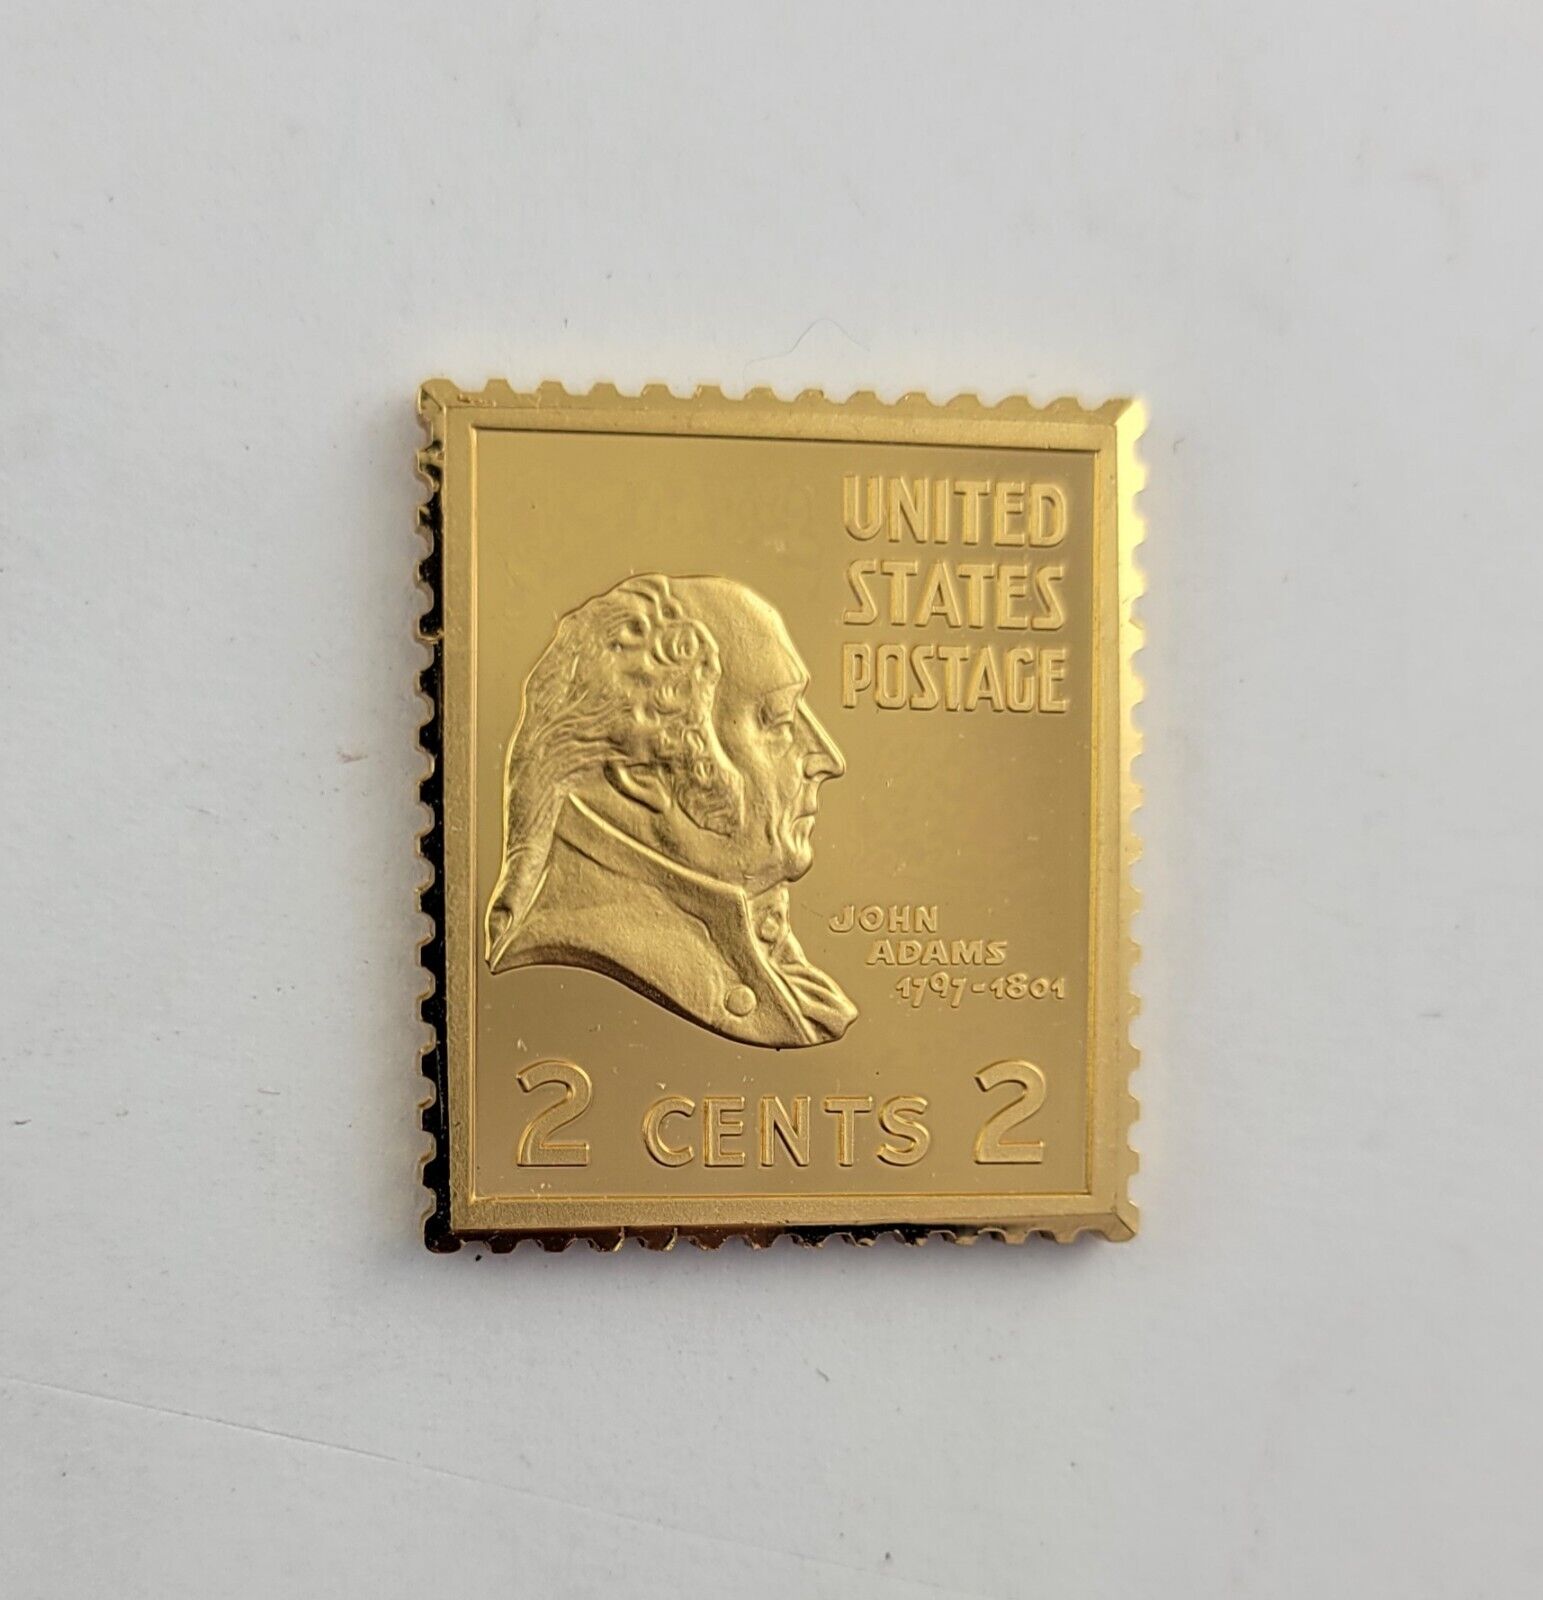 UNITED
STATES
POSTAGE
JOHN
ADAMS
1797-1801
2 CENTS 2